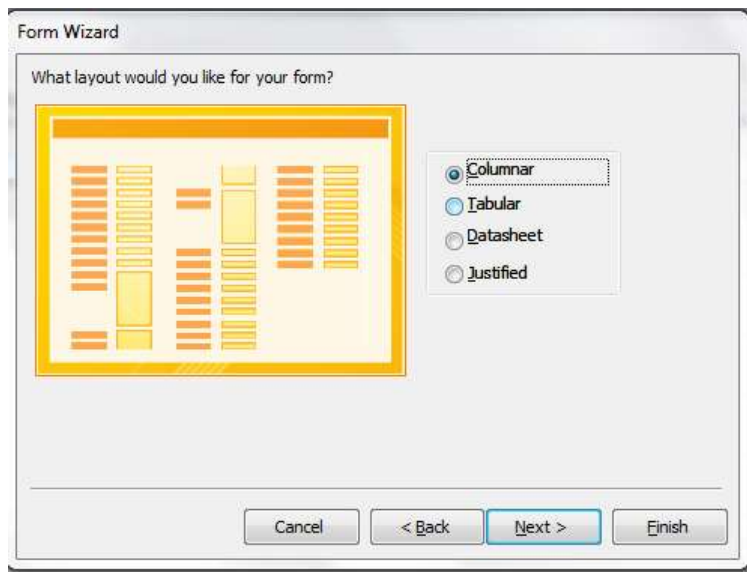 Form Wizard
What layout would you like for your form?
Columnar
Tabular
Datasheet
Justified
Cancel
< Back
Next >
Finish